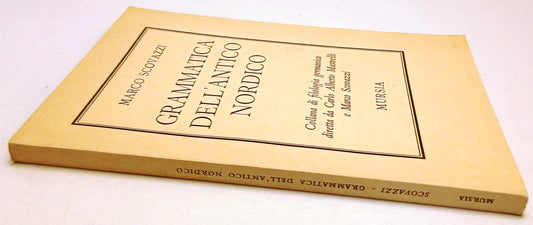 MARCO SCOVAZZI
GRAMMATICA
DELL'ANTICO
NORDICO
Collana di filologia germanica
diretta da Carlo Alberto Mastrelli
e Marco Scovazzi
MURSIA
SCOVAZZI - GRAMMATICA DELL'ANTICO NORDICO
MURSIA